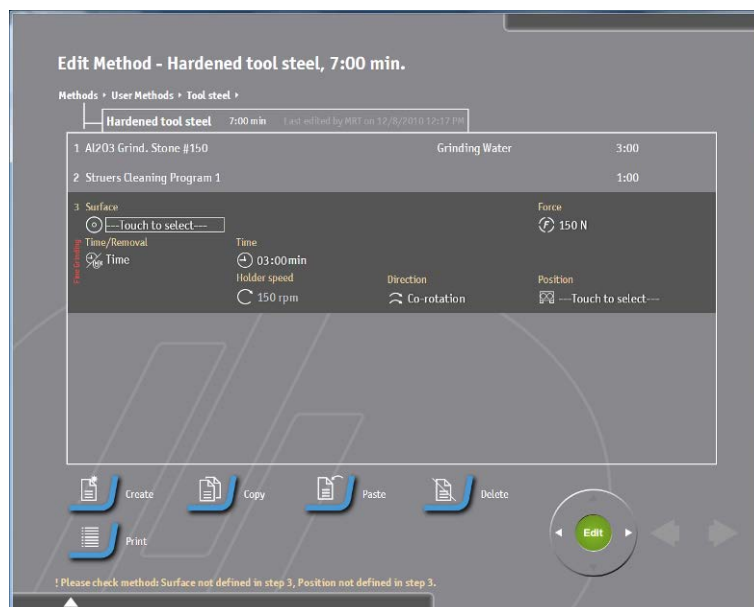 Edit Method - Hardened tool steel, 7:00 min.
Methods ▸ User Methods ▸ Tool steel ▸
Hardened tool steel 7:00 min Last edited by MRT on 12/8/2010 12:17 PM
1 Al2O3 Grind. Stone #150 Grinding Water 3:00
2 Struers Cleaning Program 1 1:00
3 Surface Force
---Touch to select--- F 150 N
Fine Grinding
Time/Removal Time
Time 03:00min
Holder speed Direction Position
150 rpm Co-rotation ---Touch to select---
Create Copy Paste Delete
Edit
Print
! Please check method: Surface not defined in step 3, Position not defined in step 3.